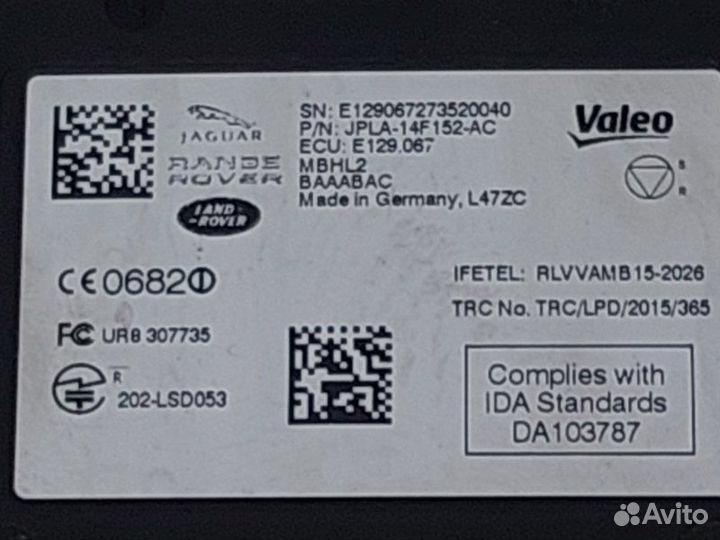 JAGUAR
RANGE
ROVER
LAND-
-ROVER
SN: E129067273520040
P/N: JPLA-14F152-AC
ECU: E129.067
MBHL2
BAAABAC
Made in Germany, L47ZC
Valeo
S
R
CE0682
IFETEL: RLVVAMB15-2026
TRC No. TRC/LPD/2015/365
FC UR8 307735
R
202-LSD053
Complies with
IDA Standards
DA103787
Avito